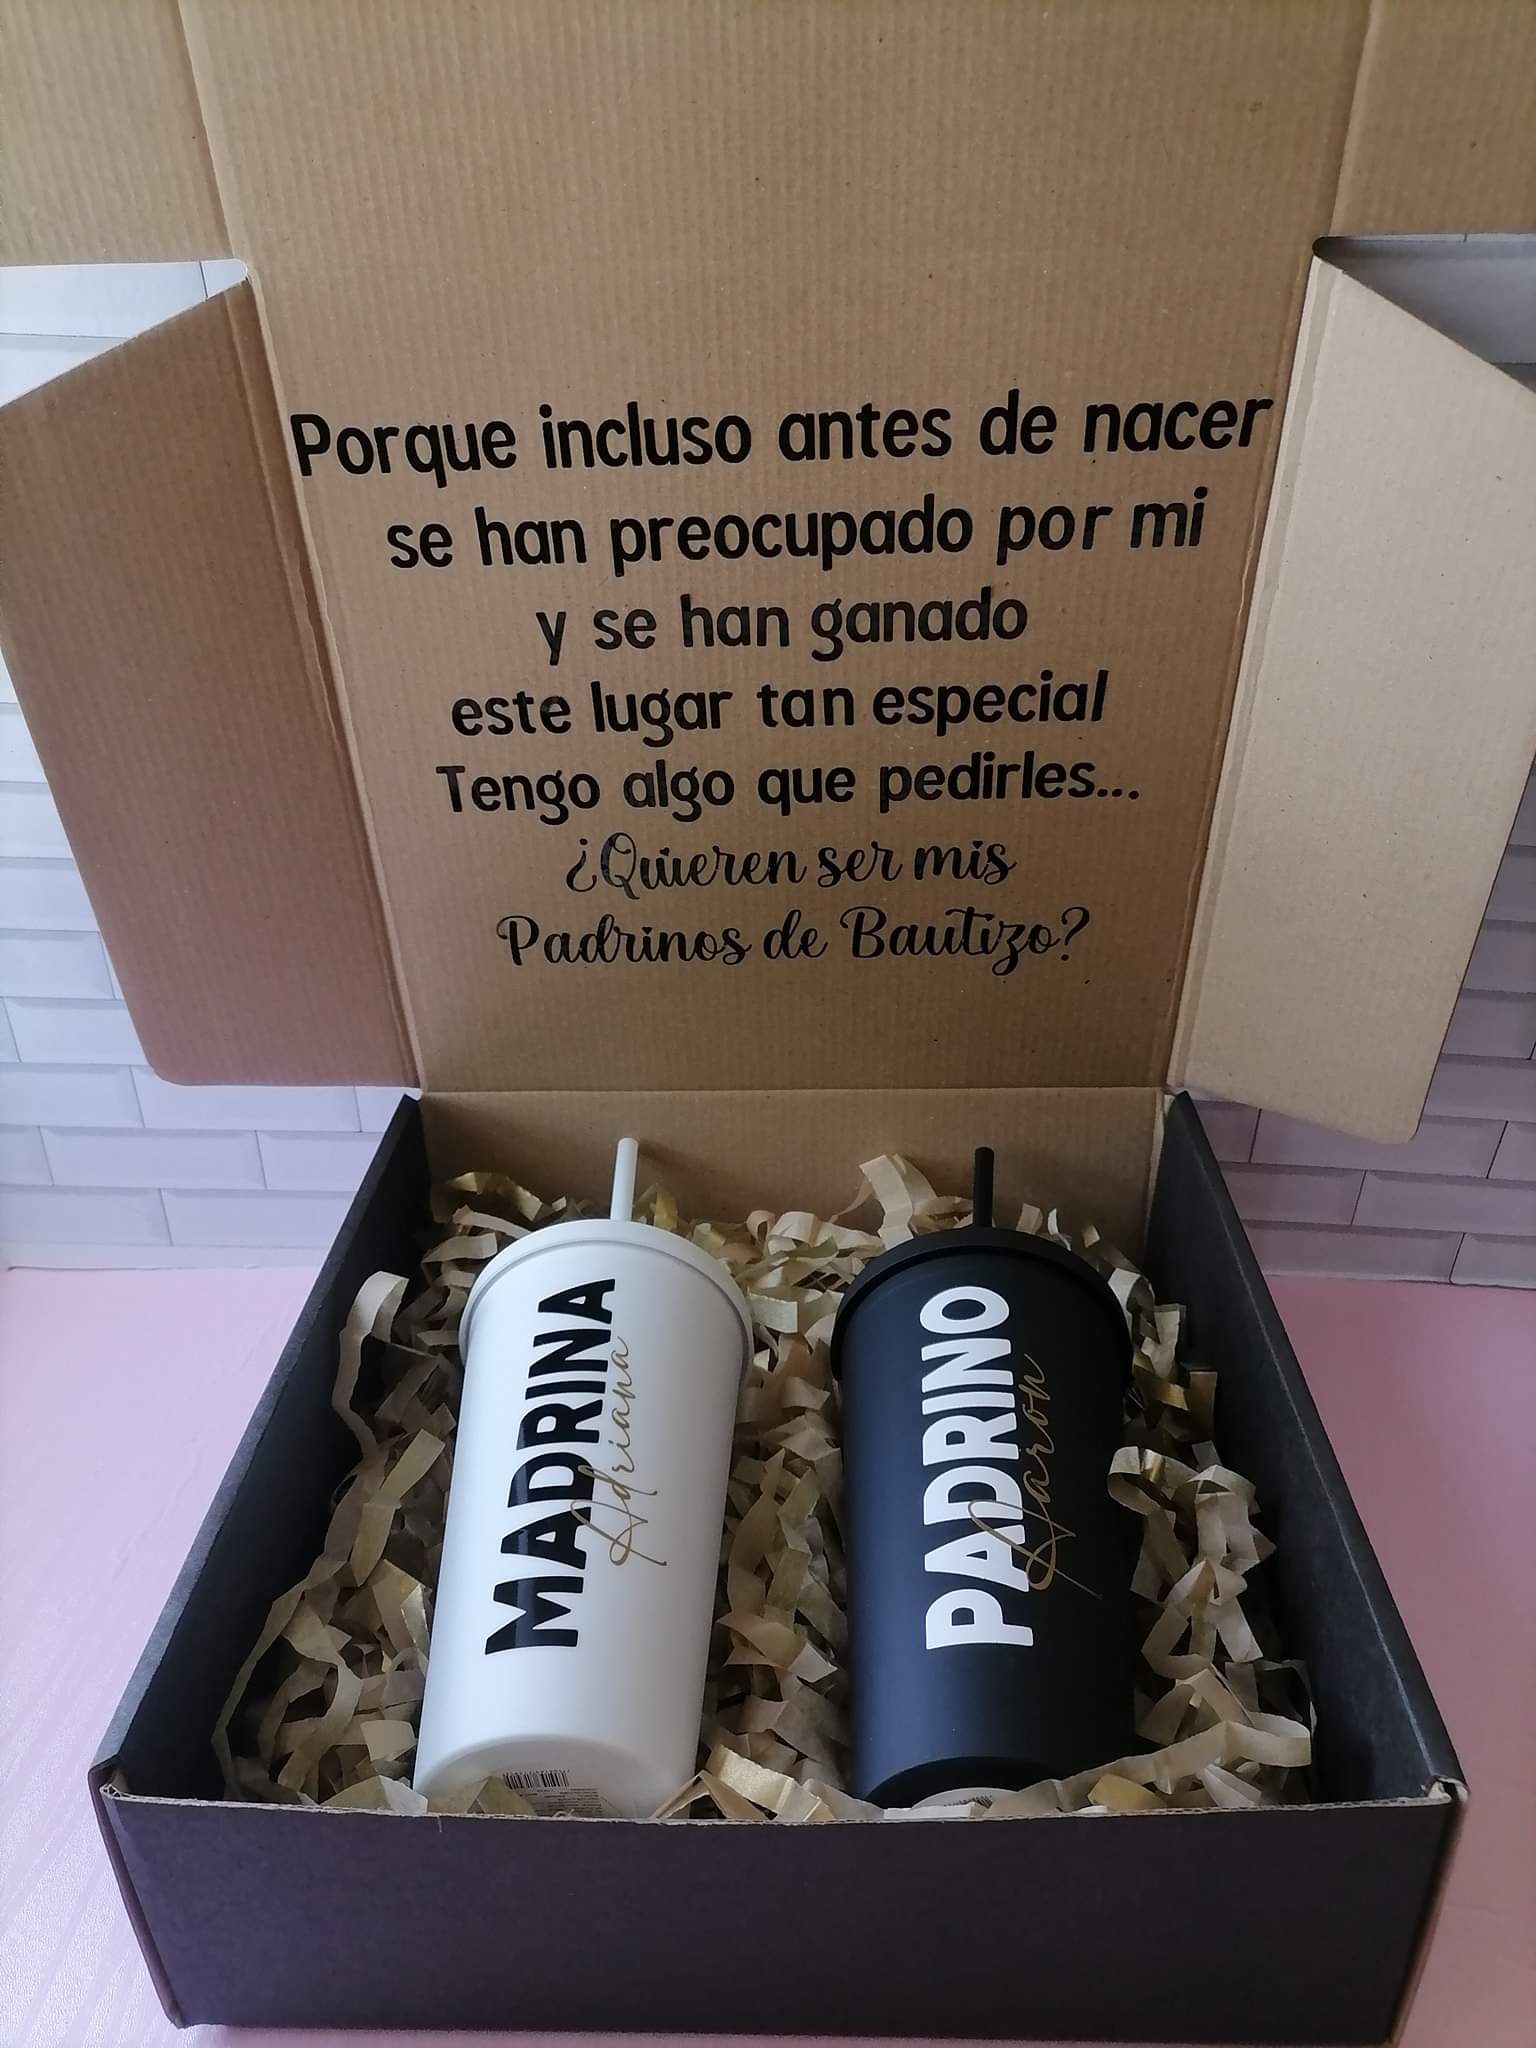 Porque incluso antes de nacer
se han preocupado por mi
y se han ganado
este lugar tan especial
Tengo algo que pedirles...
¿Quieren ser mis
Padrinos de Bautizo?
MADRINA
Adriana
PADRINO
Aaron